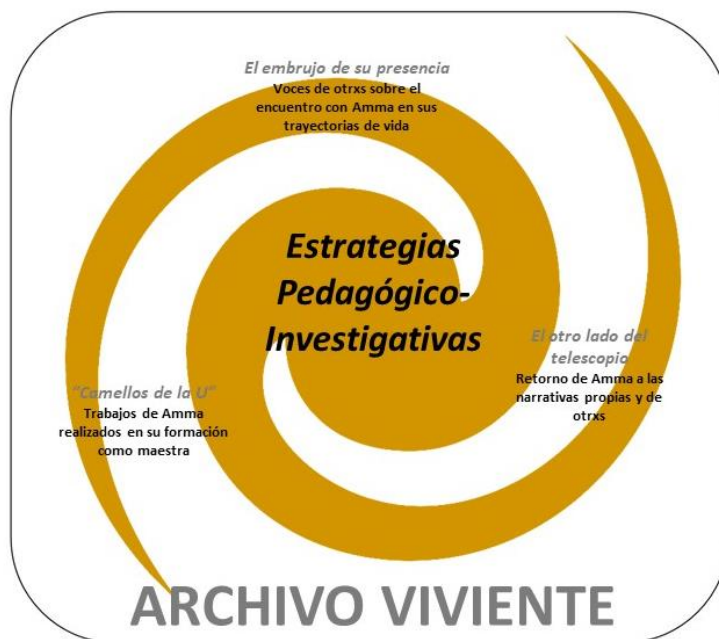 El embrujo de su presencia
Voces de otrxs sobre el
encuentro con Amma en sus
trayectorias de vida
Estrategias
Pedagógico-
Investigativas
El otro lado del
telescopio
Retorno de Amma a las
narrativas propias y de
otrxs
"Camellos de la U"
Trabajos de Amma
realizados en su formación
como maestra
ARCHIVO VIVIENTE